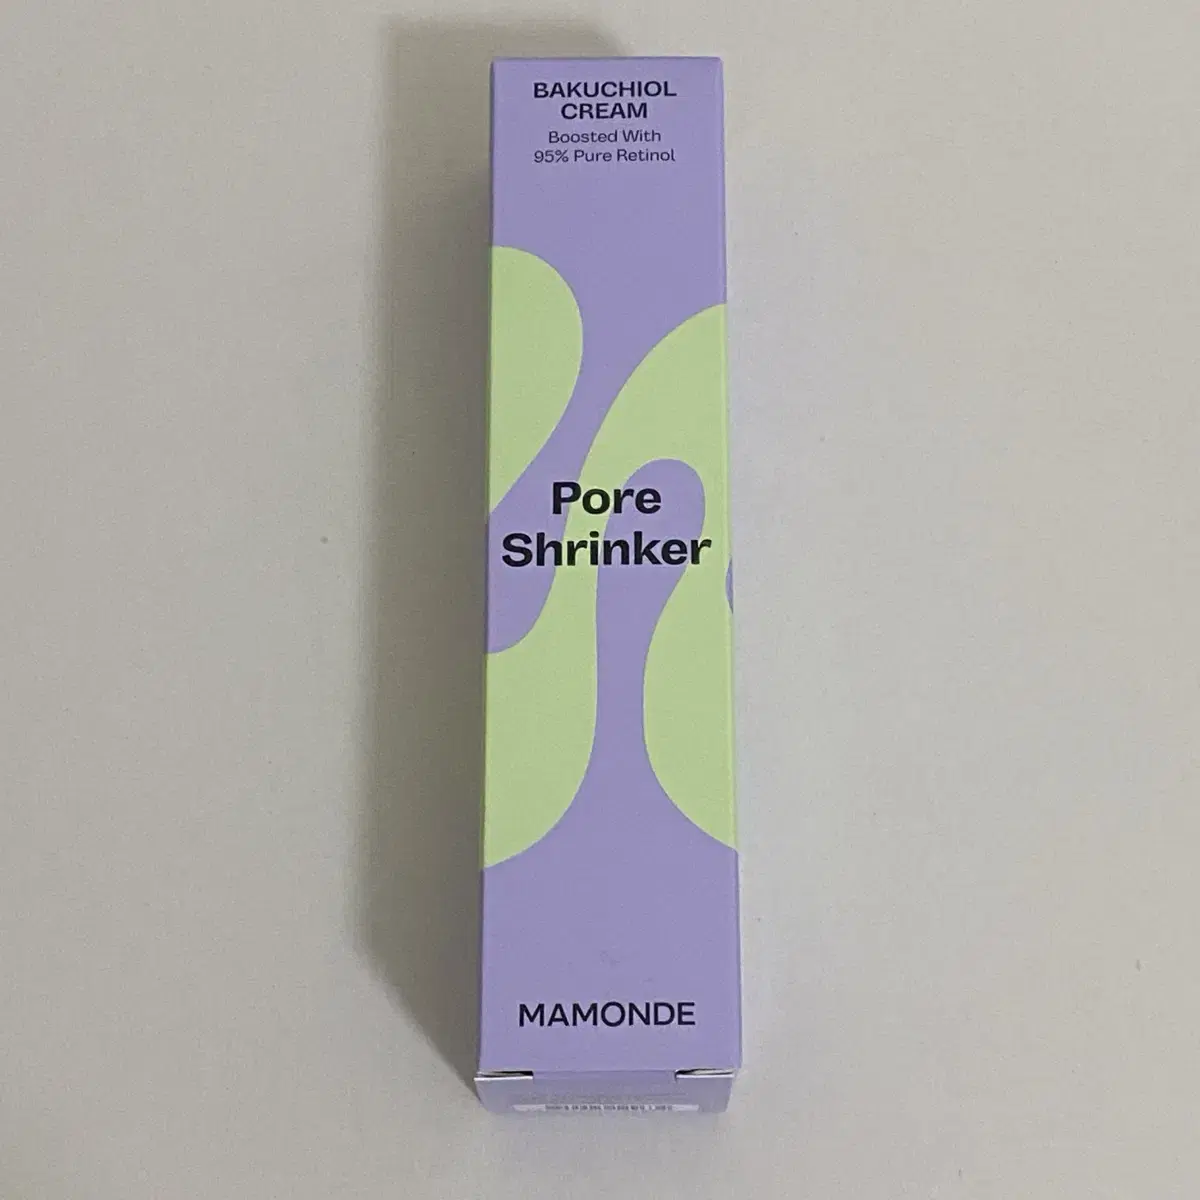 BAKUCHIOL
CREAM
Boosted With
95% Pure Retinol
Pore
Shrinker
MAMONDE